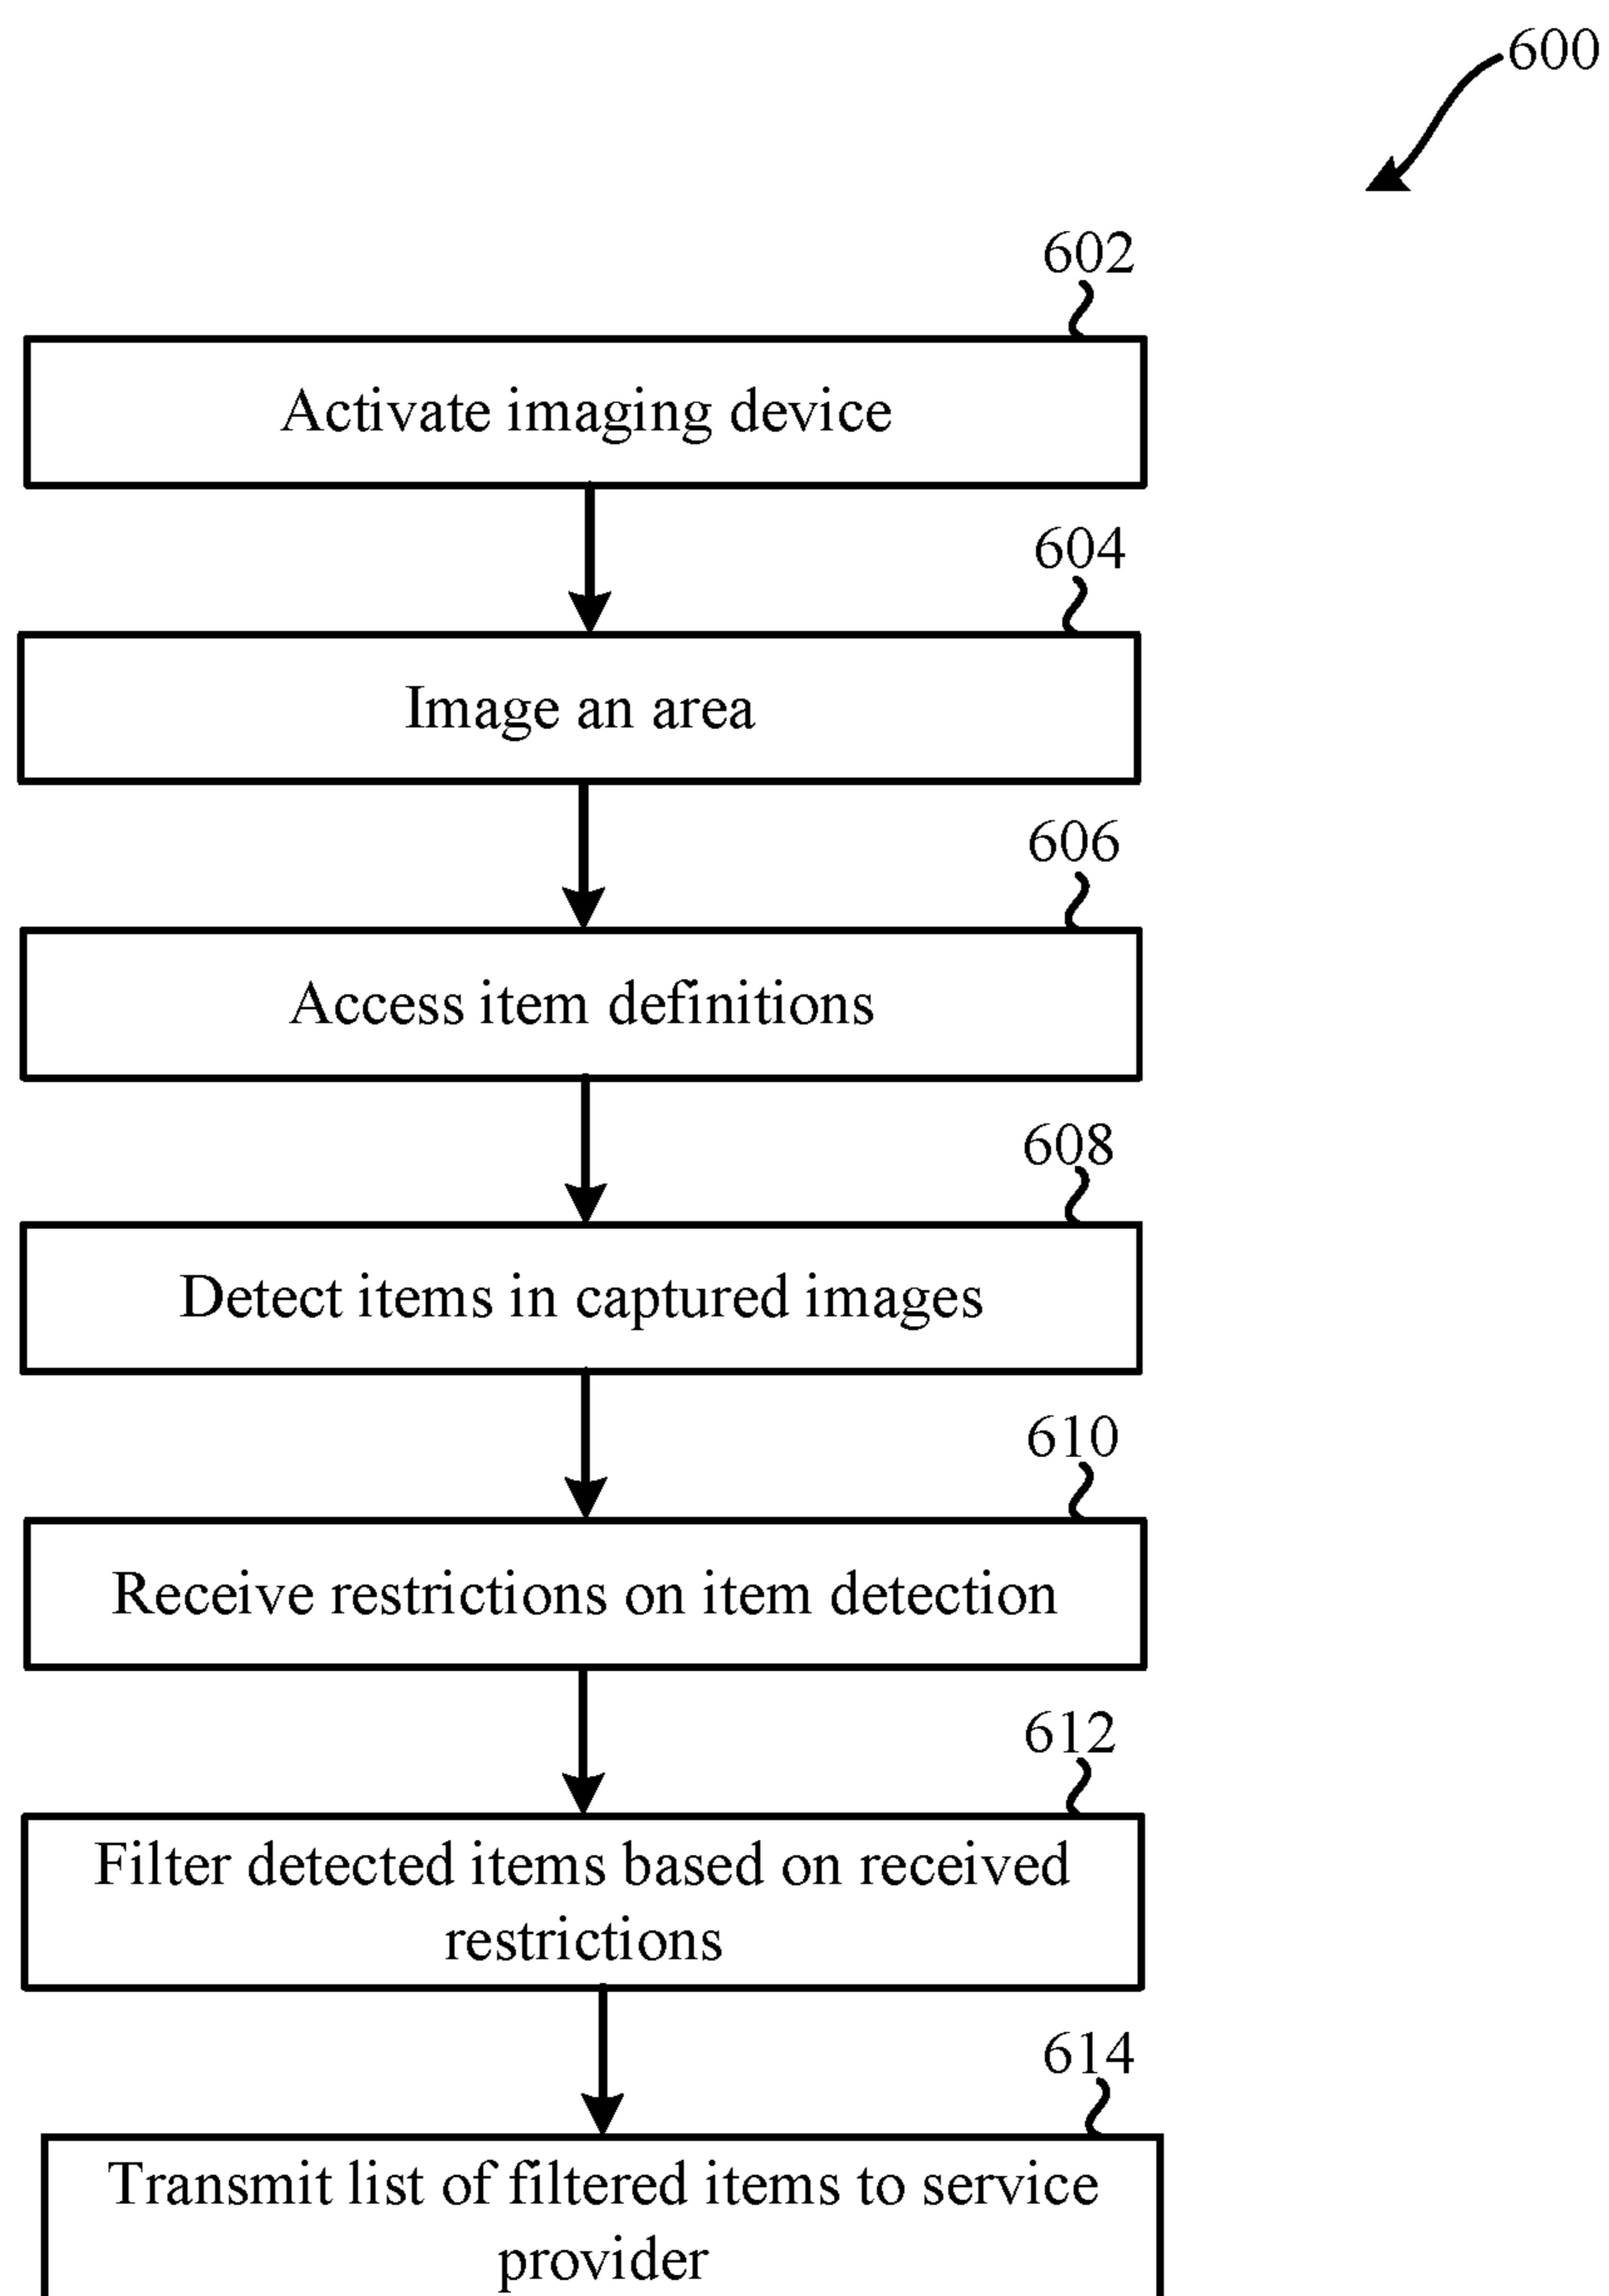 600
602
Activate imaging device
604
Image an area
606
Access item definitions
608
Detect items in captured images
610
Receive restrictions on item detection
612
Filter detected items based on received
restrictions
614
Transmit list of filtered items to service
provider